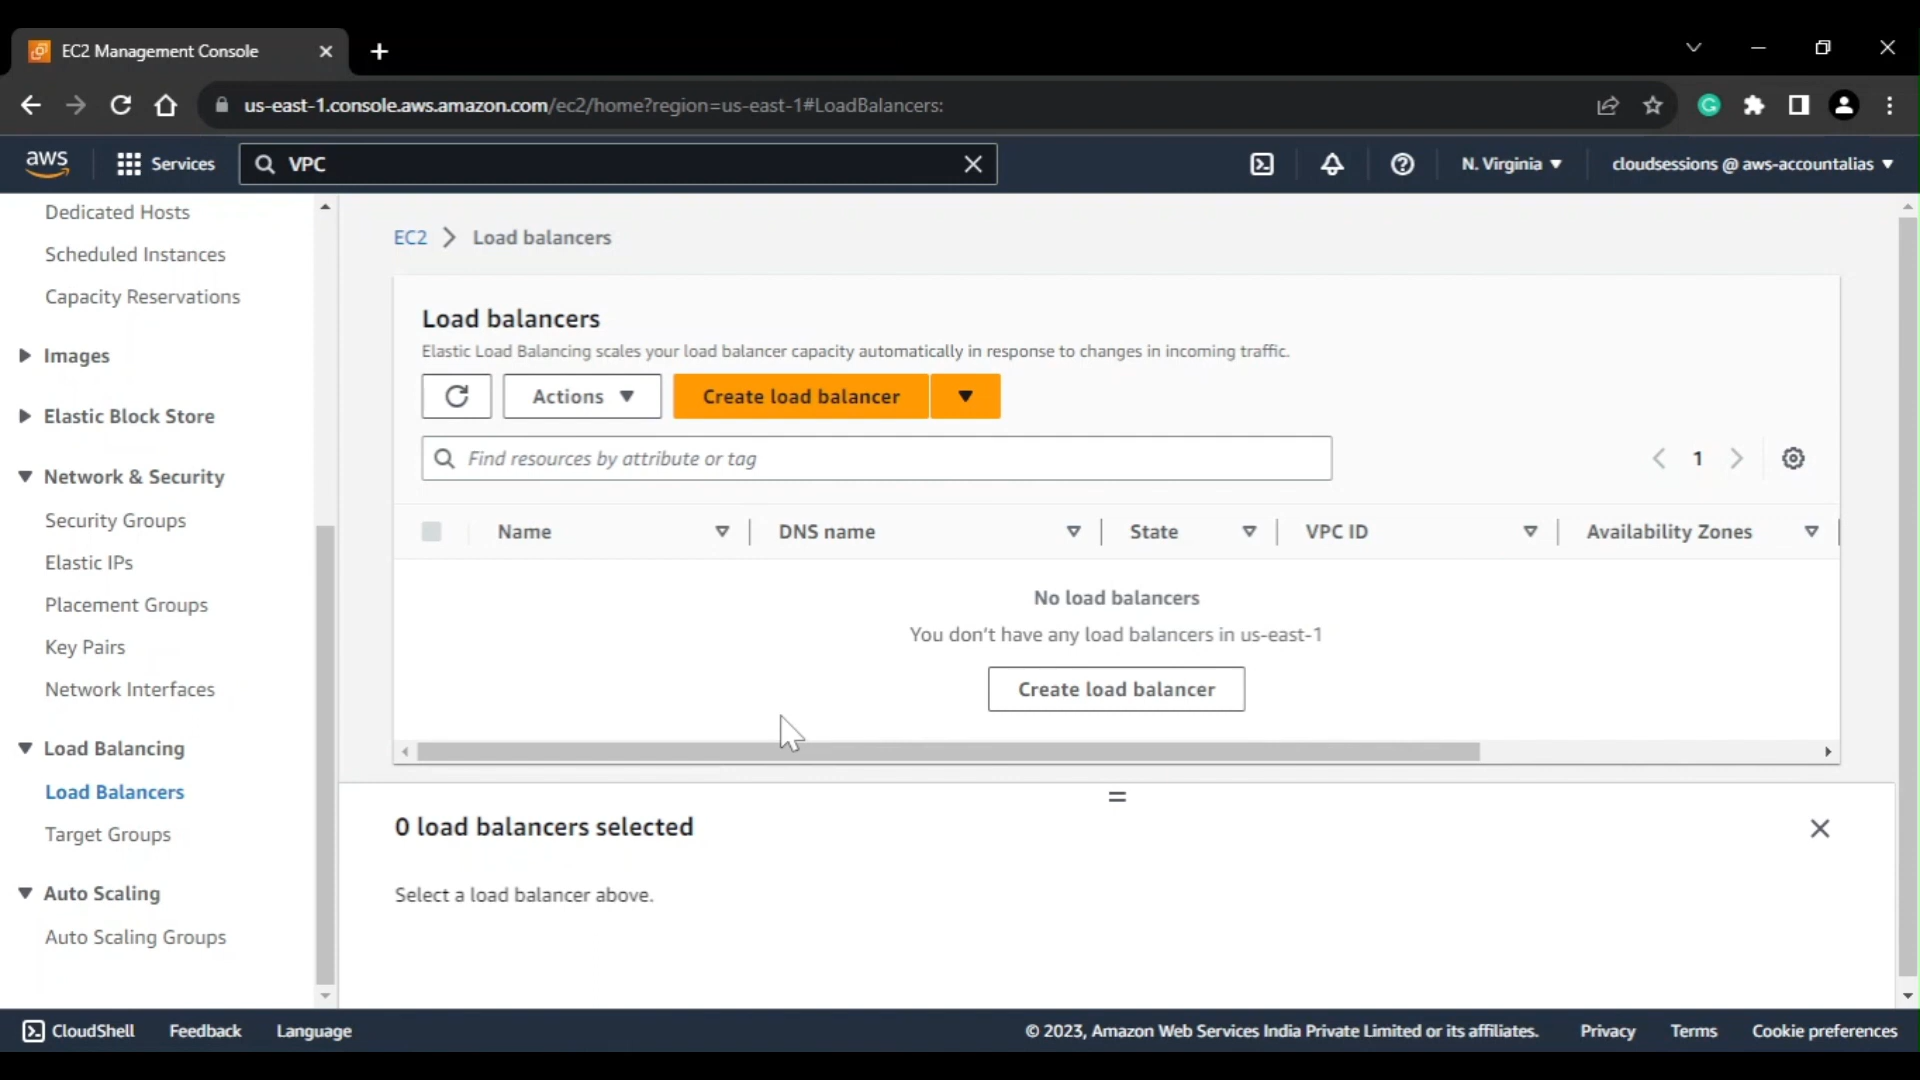 EC2 Management Console
us-east-1.console.aws.amazon.com/ec2/home?region=us-east-1#LoadBalancers:
aws
Services
VPC
N. Virginia
cloudsessions @ aws-accountalias
Dedicated Hosts
Scheduled Instances
Capacity Reservations
Images
Elastic Block Store
Network & Security
Security Groups
Elastic IPs
Placement Groups
Key Pairs
Network Interfaces
Load Balancing
Load Balancers
Target Groups
Auto Scaling
Auto Scaling Groups
EC2 > Load balancers
Load balancers
Elastic Load Balancing scales your load balancer capacity automatically in response to changes in incoming traffic.
Actions
Create load balancer
Find resources by attribute or tag
1
Name DNS name State VPC ID Availability Zones
No load balancers
You don't have any load balancers in us-east-1
Create load balancer
0 load balancers selected
Select a load balancer above.
CloudShell Feedback Language
© 2023, Amazon Web Services India Private Limited or its affiliates. Privacy Terms Cookie preferences